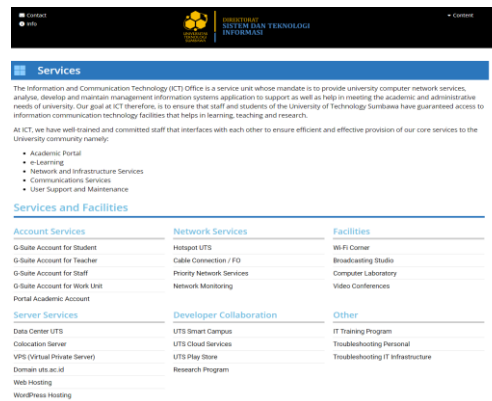 Contact
Info
Content
UNIVERSITAS
TEKNOLOGI
SUMBAWA
DIREKTORAT
SISTEM DAN TEKNOLOGI
INFORMASI
Services
The Information and Communication Technology (ICT) Office is a service unit whose mandate is to provide university computer network services,
analyse, develop and maintain management information systems application to support as well as help in meeting the academic and administrative
needs of university. Our goal at ICT therefore, is to ensure that staff and students of the University of Technology Sumbawa have guaranteed access to
information communication technology facilities that helps in learning, teaching and research.
At ICT, we have well-trained and committed staff that interfaces with each other to ensure efficient and effective provision of our core services to the
University community namely:
Academic Portal
e-Learning
Network and Infrastructure Services
Communications Services
User Support and Maintenance
Services and Facilities
Account Services
G-Suite Account for Student
G-Suite Account for Teacher
G-Suite Account for Staff
G-Suite Account for Work Unit
Portal Academic Account
Network Services
Hotspot UTS
Cable Connection / FO
Priority Network Services
Network Monitoring
Facilities
Wi-Fi Corner
Broadcasting Studio
Computer Laboratory
Video Conferences
Server Services
Data Center UTS
Colocation Server
VPS (Virtual Private Server)
Domain uts.ac.id
Web Hosting
WordPress Hosting
Developer Collaboration
UTS Smart Campus
UTS Cloud Services
UTS Play Store
Research Program
Other
IT Training Program
Troubleshooting Personal
Troubleshooting IT Infrastructure